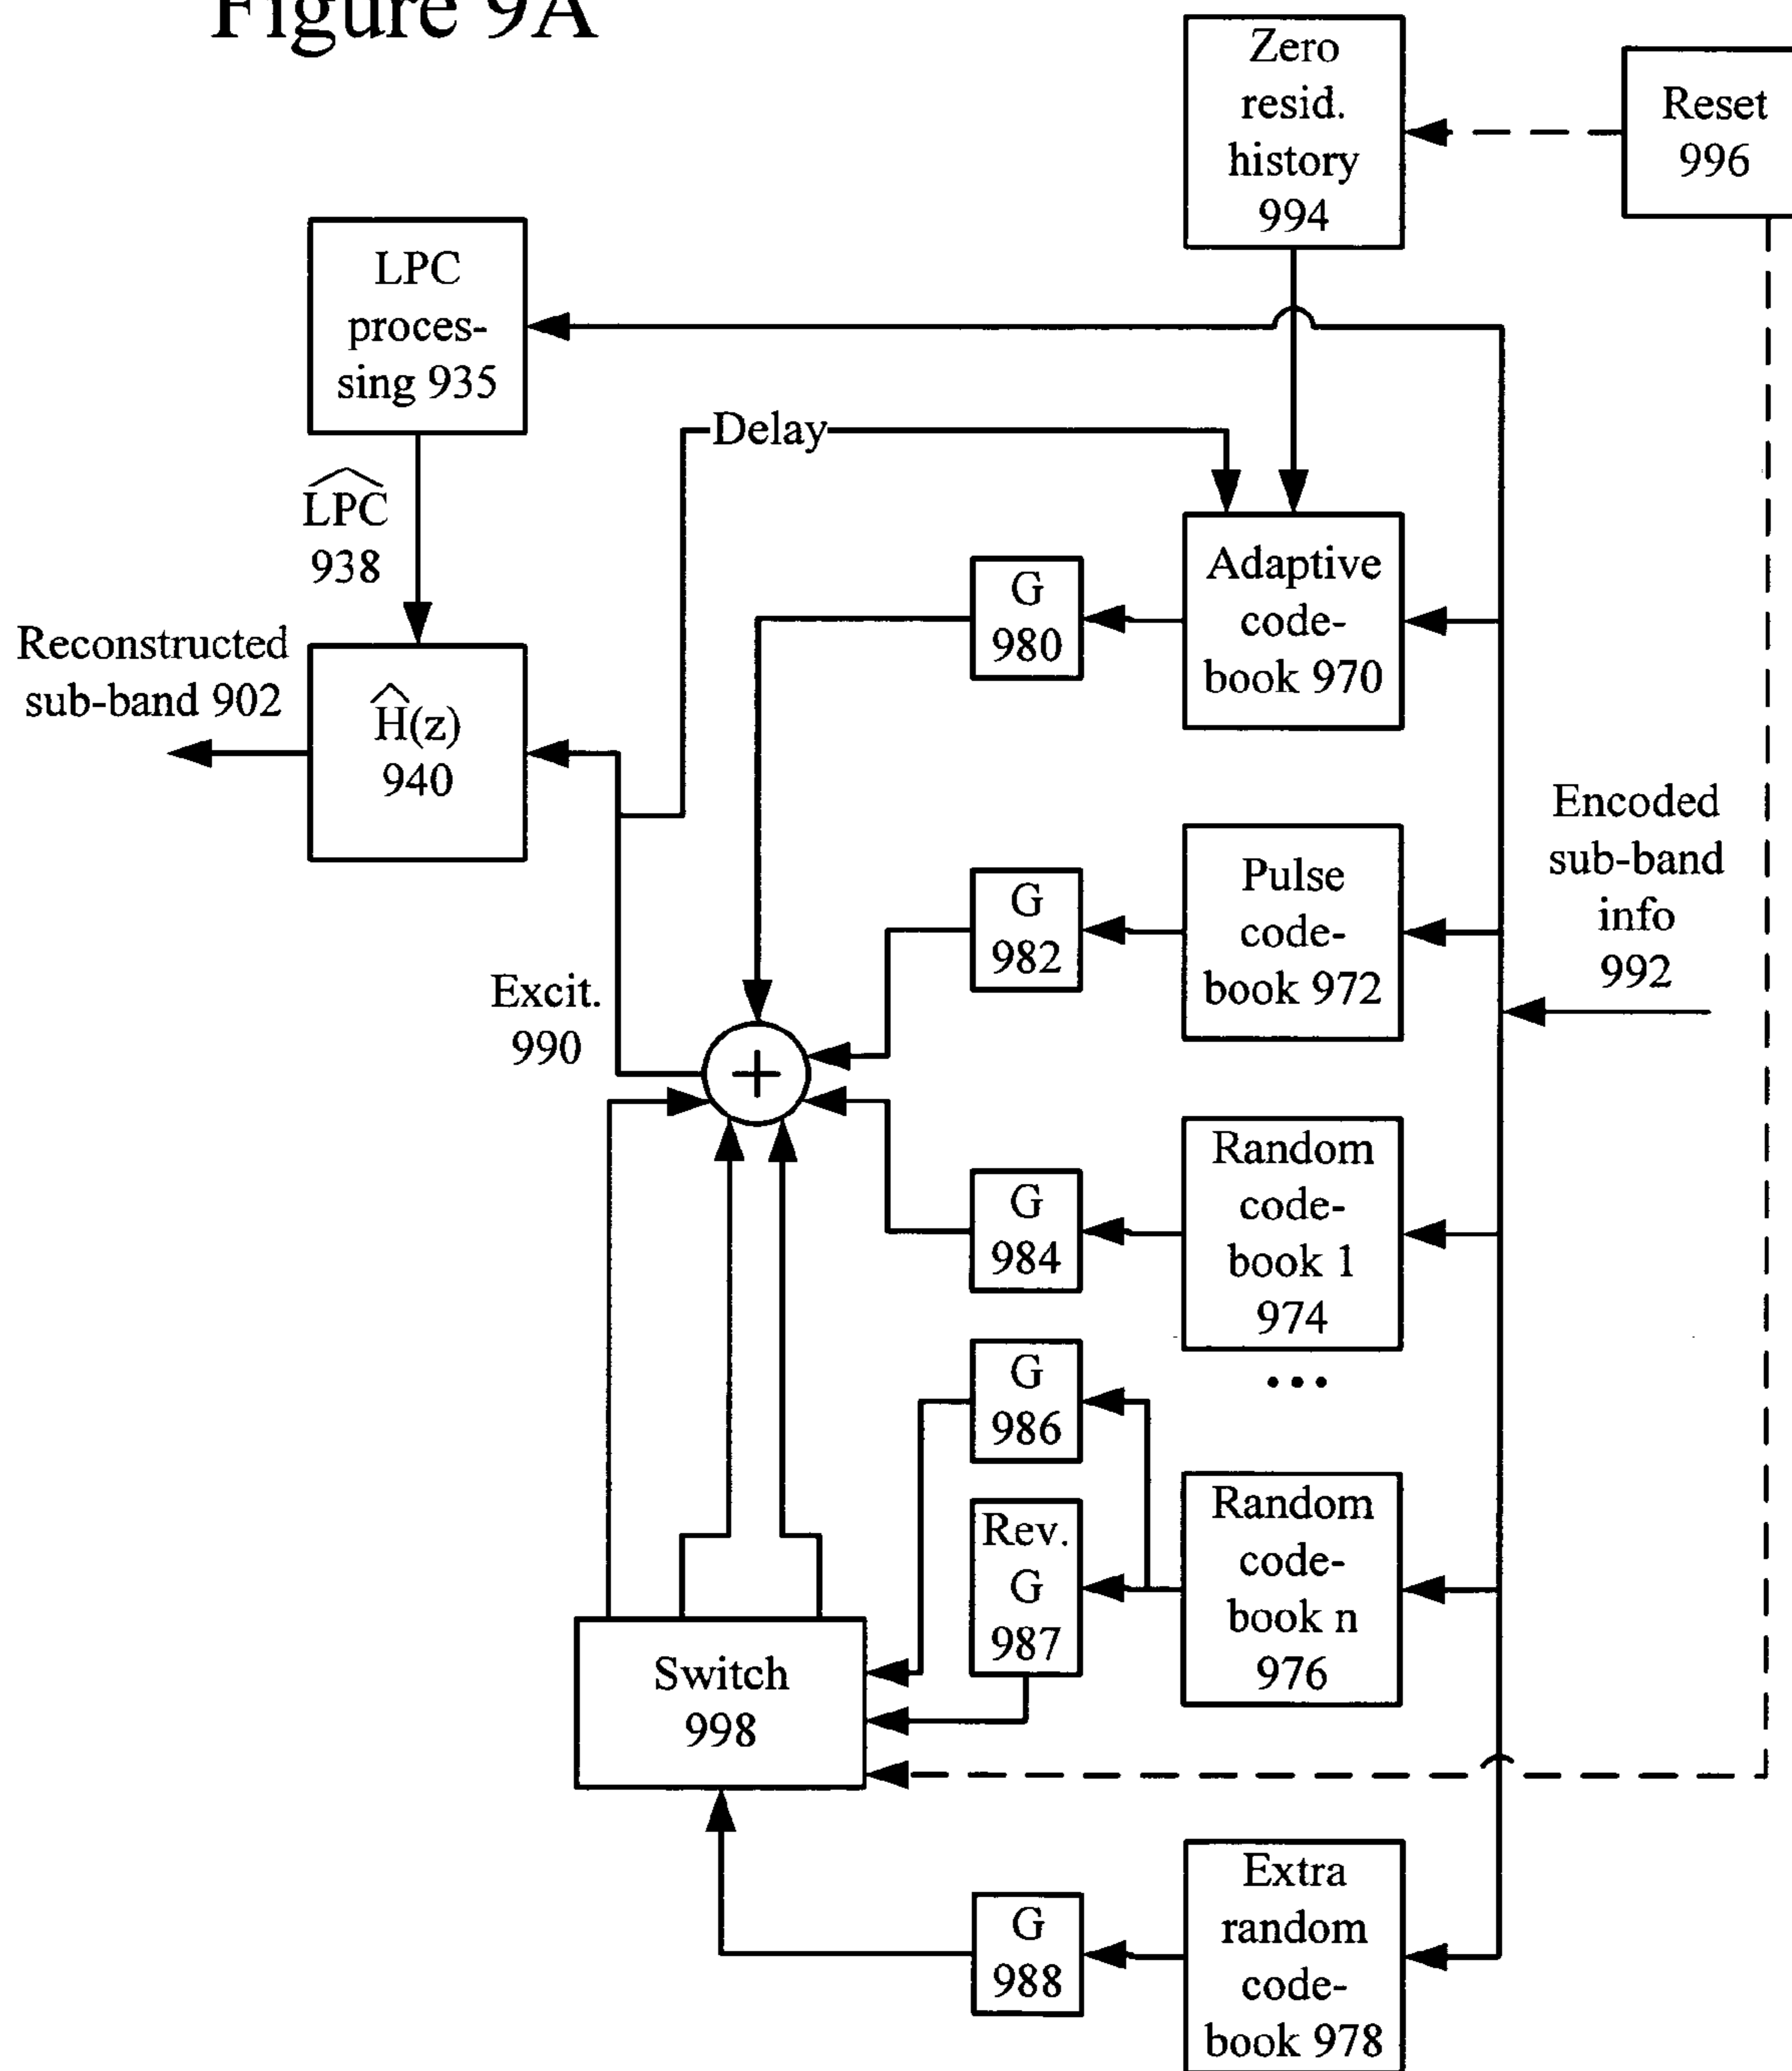 Figure 9A
Zero
resid.
history
994
Reset
996
LPC
proces-
sing 935
Delay
LPC
938
Adaptive
code-
book 970
G
980
Reconstructed
sub-band 902
Ĥ(z)
940
Encoded
sub-band
info
992
Pulse
code-
book 972
G
982
Excit.
990
+
Random
code-
book 1
974
G
984
...
G
986
Rev.
G
987
Random
code-
book n
976
Switch
998
G
988
Extra
random
code-
book 978